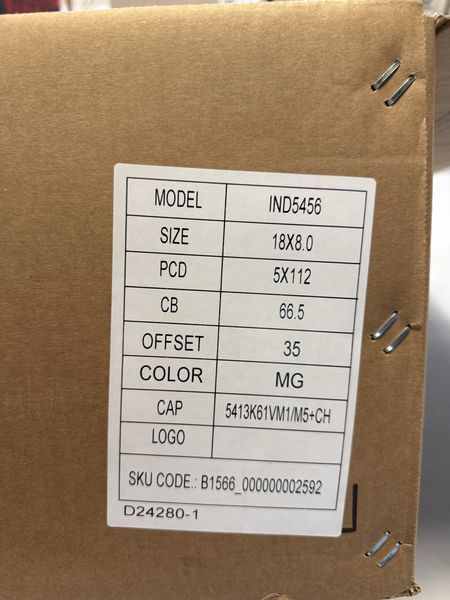 MODEL IND5456
SIZE 18X8.0
PCD 5X112
CB 66.5
OFFSET 35
COLOR MG
CAP 5413K61VM1/M5+CH
LOGO
SKU CODE.: B1566_000000002592
D24280-1